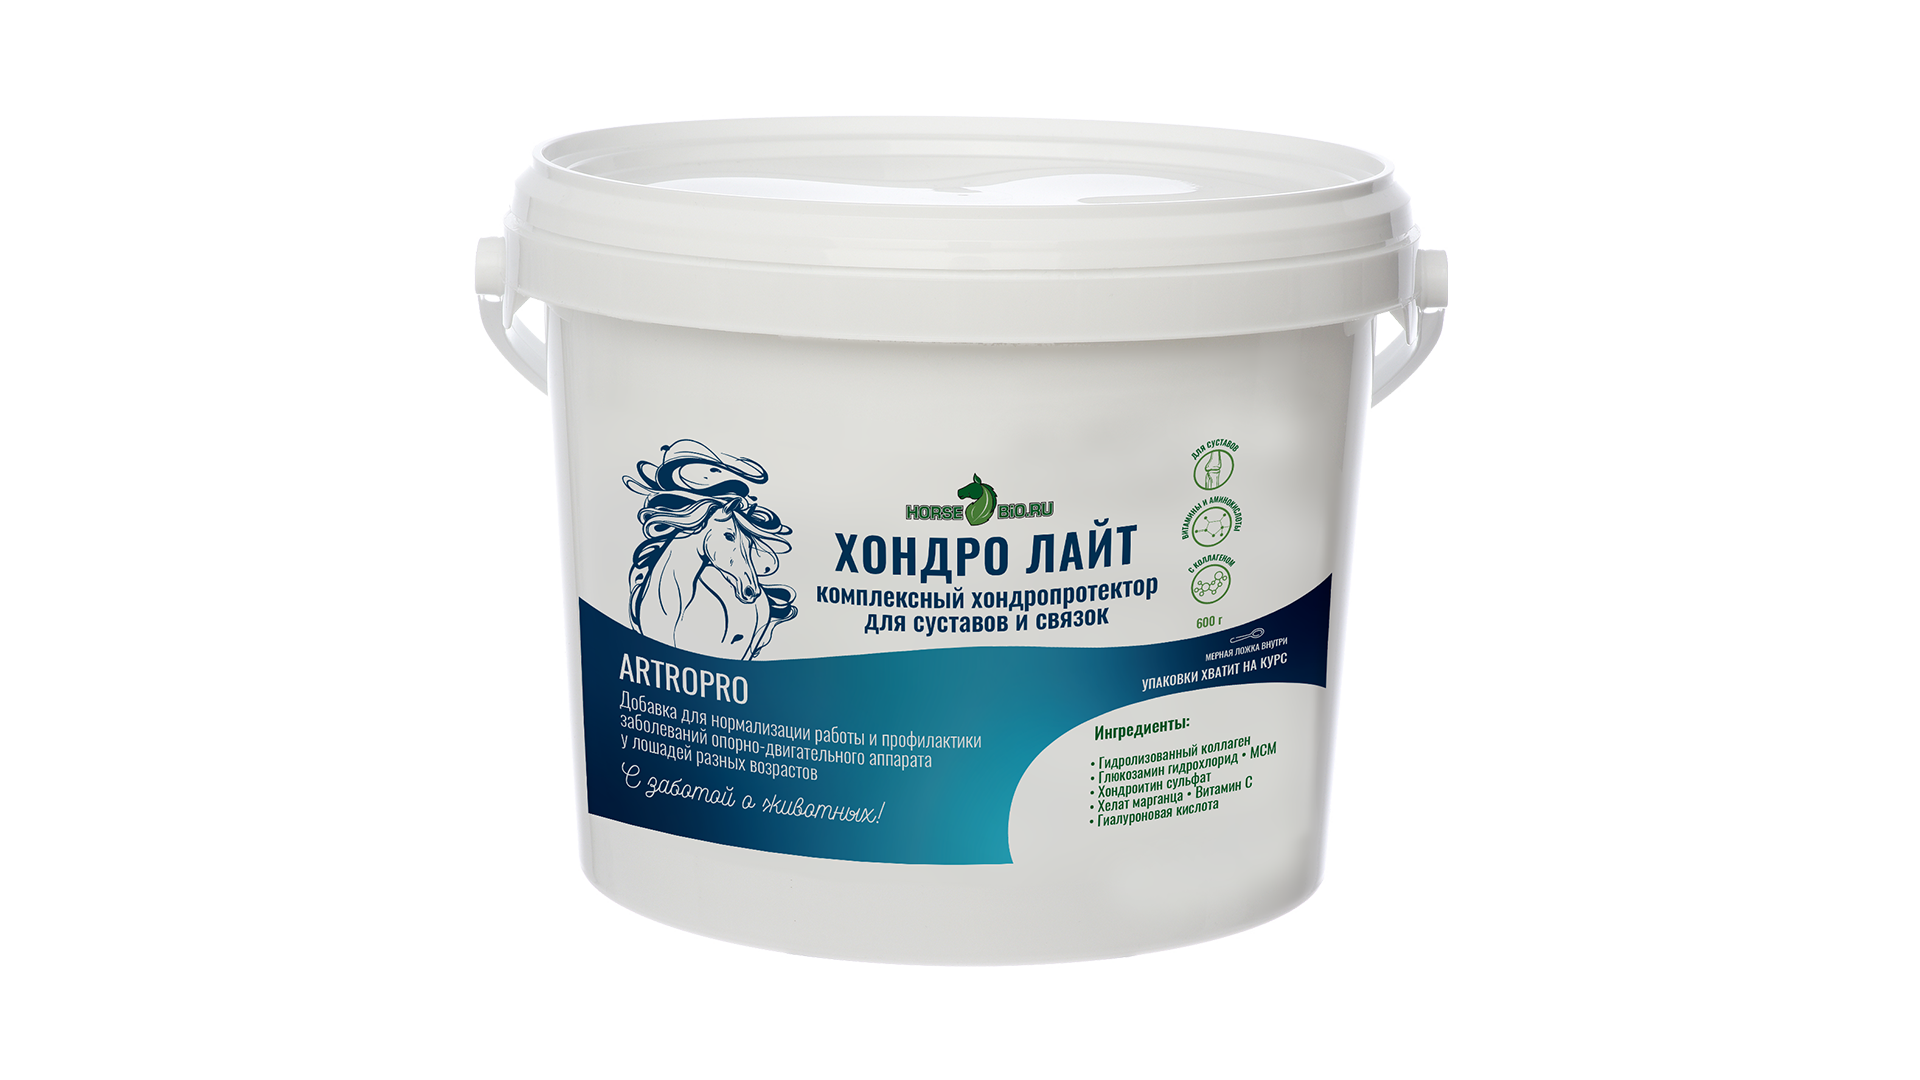 HORSE BIO.RU
ХОНДРО ЛАЙТ
комплексный хондропротектор
для суставов и связок
ДЛЯ СУСТАВОВ
ВИТАМИНЫ И АМИНОКИСЛОТЫ
С КОЛЛАГЕНОМ
600 г
МЕРНАЯ ЛОЖКА ВНУТРИ
УПАКОВКИ ХВАТИТ НА КУРС
ARTROPRO
Добавка для нормализации работы и профилактики
заболеваний опорно-двигательного аппарата
у лошадей разных возрастов
С заботой о животных!
Ингредиенты:
• Гидролизованный коллаген
• Глюкозамин гидрохлорид • МСМ
• Хондроитин сульфат
• Хелат марганца • Витамин С
• Гиалуроновая кислота